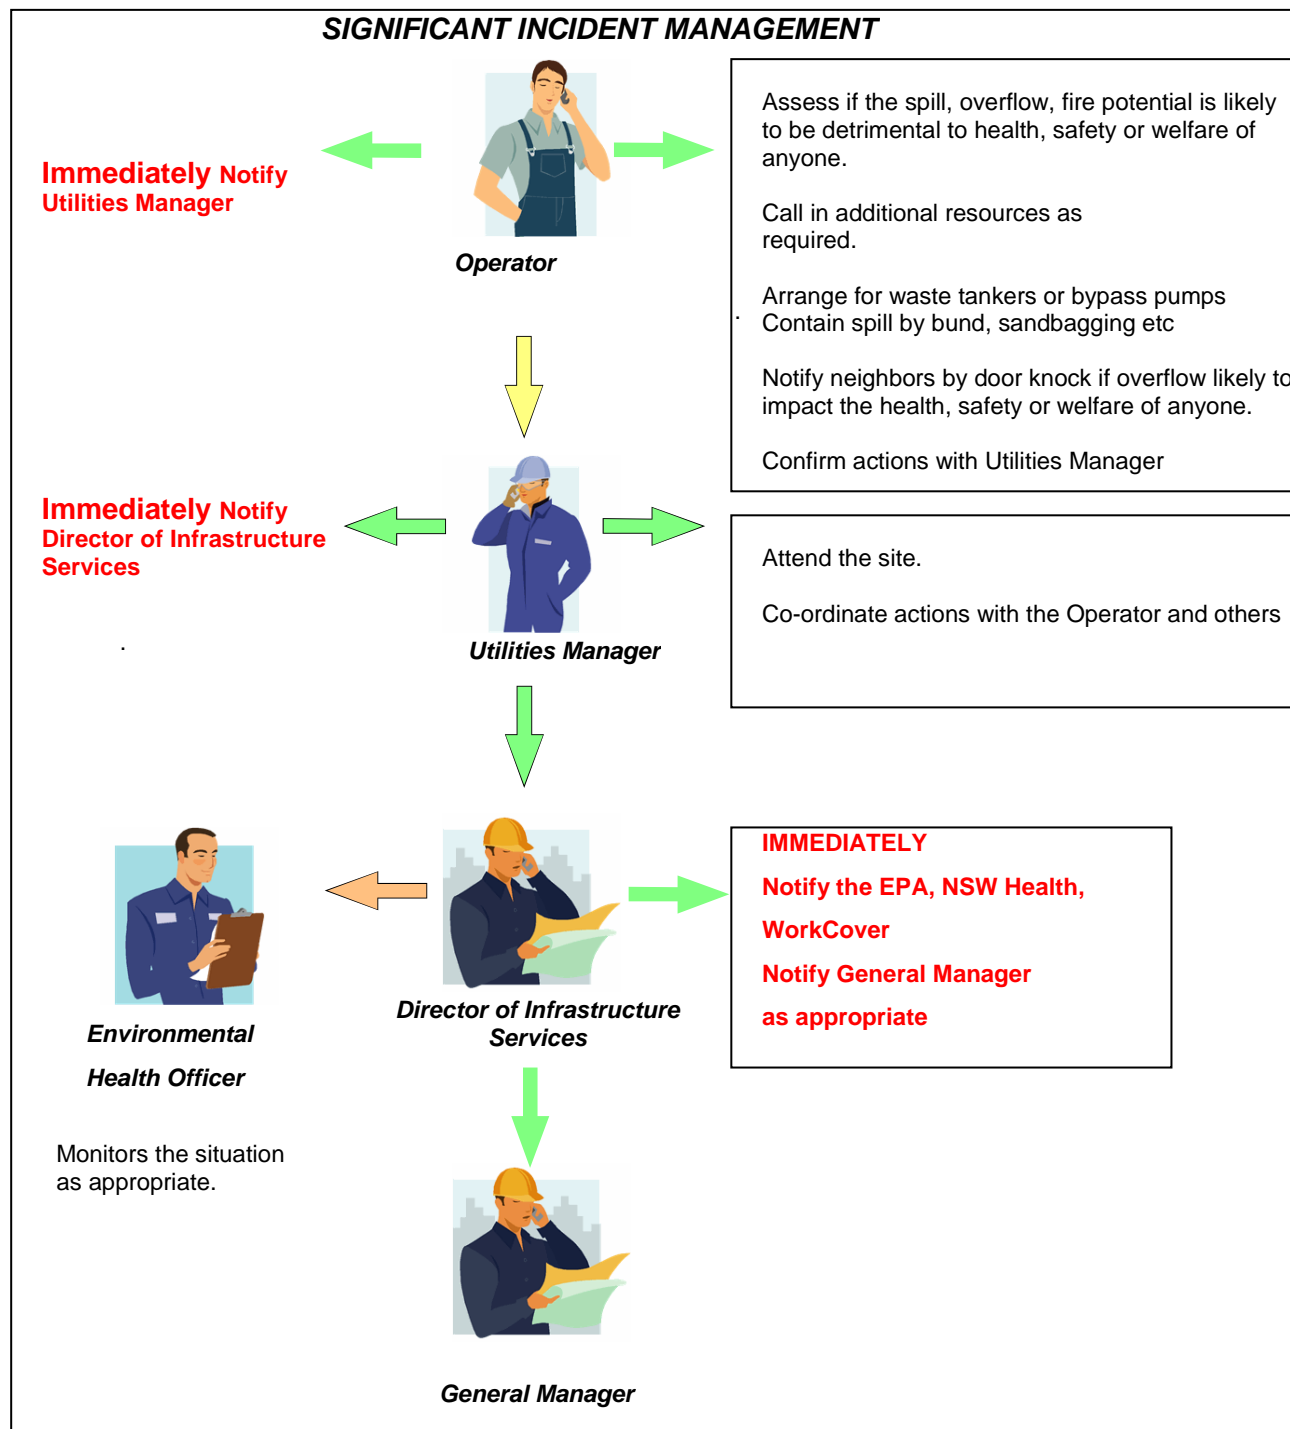 SIGNIFICANT INCIDENT MANAGEMENT
Immediately Notify
Utilities Manager
Operator
Assess if the spill, overflow, fire potential is likely
to be detrimental to health, safety or welfare of
anyone.
Call in additional resources as
required.
Arrange for waste tankers or bypass pumps
.
Contain spill by bund, sandbagging etc
Notify neighbors by door knock if overflow likely to
impact the health, safety or welfare of anyone.
Confirm actions with Utilities Manager
Immediately Notify
Director of Infrastructure
Services
.
Utilities Manager
Attend the site.
Co-ordinate actions with the Operator and others
Environmental
Health Officer
Monitors the situation
as appropriate.
Director of Infrastructure
Services
IMMEDIATELY
Notify the EPA, NSW Health,
WorkCover
Notify General Manager
as appropriate
General Manager